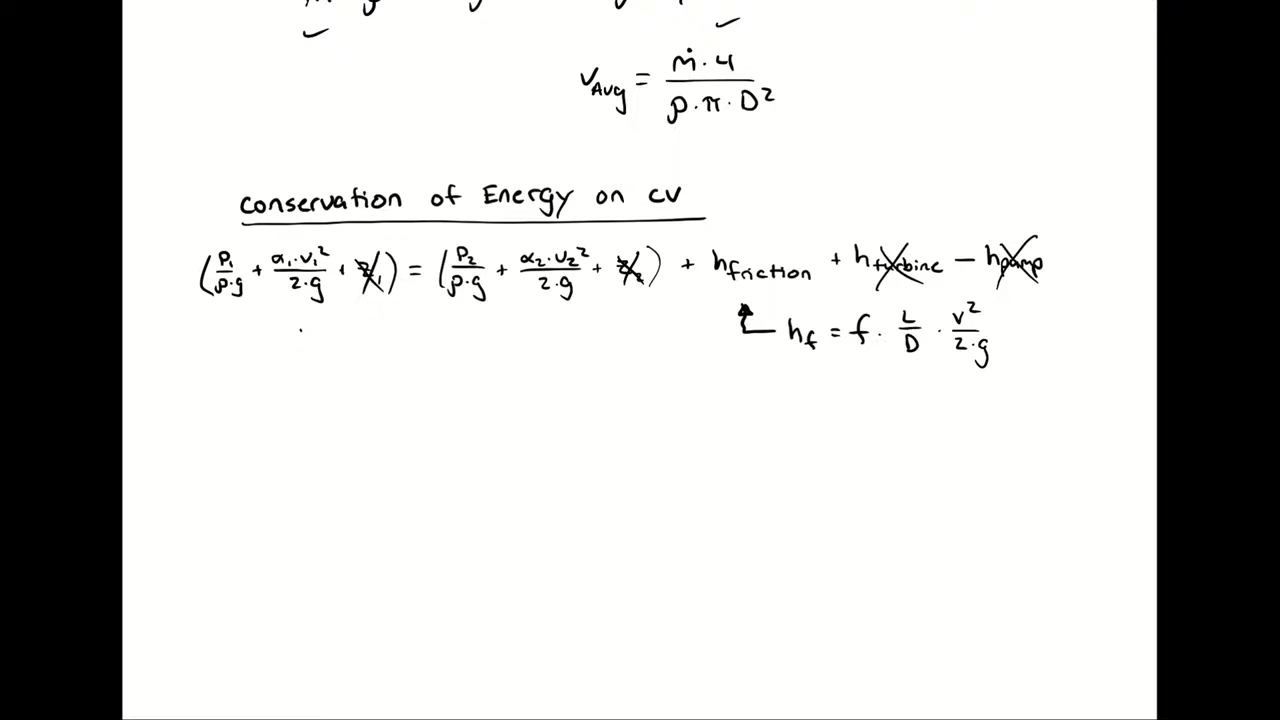 v_Avg = ṁ·4 / ρ·π·D²
Conservation of Energy on CV
(P₁/ρ·g + α₁·v₁²/2·g + z₁) = (P₂/ρ·g + α₂·v₂²/2·g + z₂) + h_friction + h_turbine − h_pump
h_f = f · L/D · v²/2·g